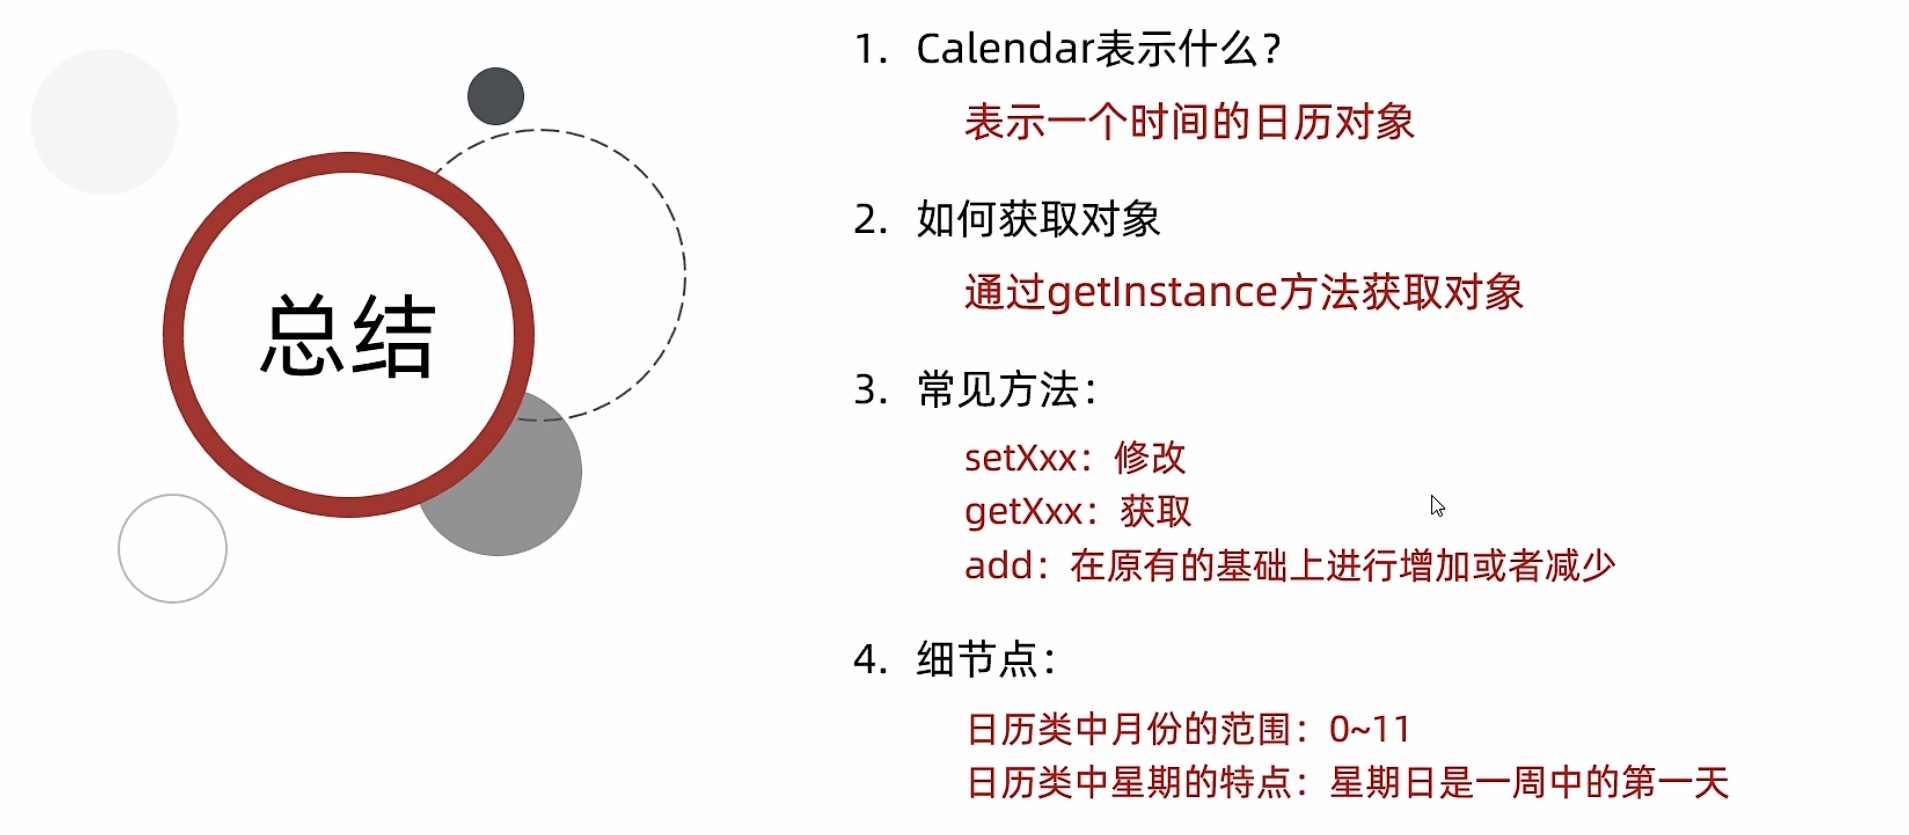 总结
1. Calendar表示什么？
表示一个时间的日历对象
2. 如何获取对象
通过getInstance方法获取对象
3. 常见方法：
setXxx：修改
getXxx：获取
add：在原有的基础上进行增加或者减少
4. 细节点：
日历类中月份的范围：0~11
日历类中星期的特点：星期日是一周中的第一天